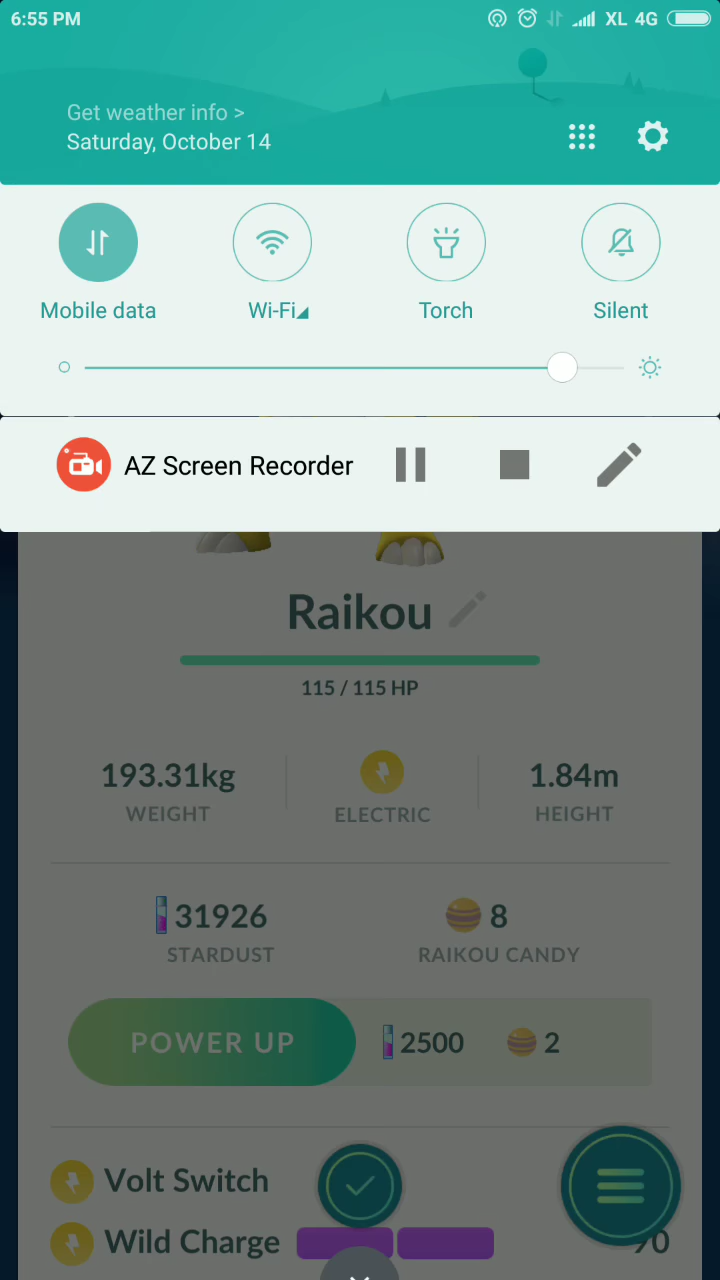 6:55 PM XL 4G
Get weather info >
Saturday, October 14
Mobile data Wi-Fi Torch Silent
AZ Screen Recorder
Raikou
115 / 115 HP
193.31kg 1.84m
WEIGHT ELECTRIC HEIGHT
31926 8
STARDUST RAIKOU CANDY
POWER UP 2500 2
Volt Switch
Wild Charge 90